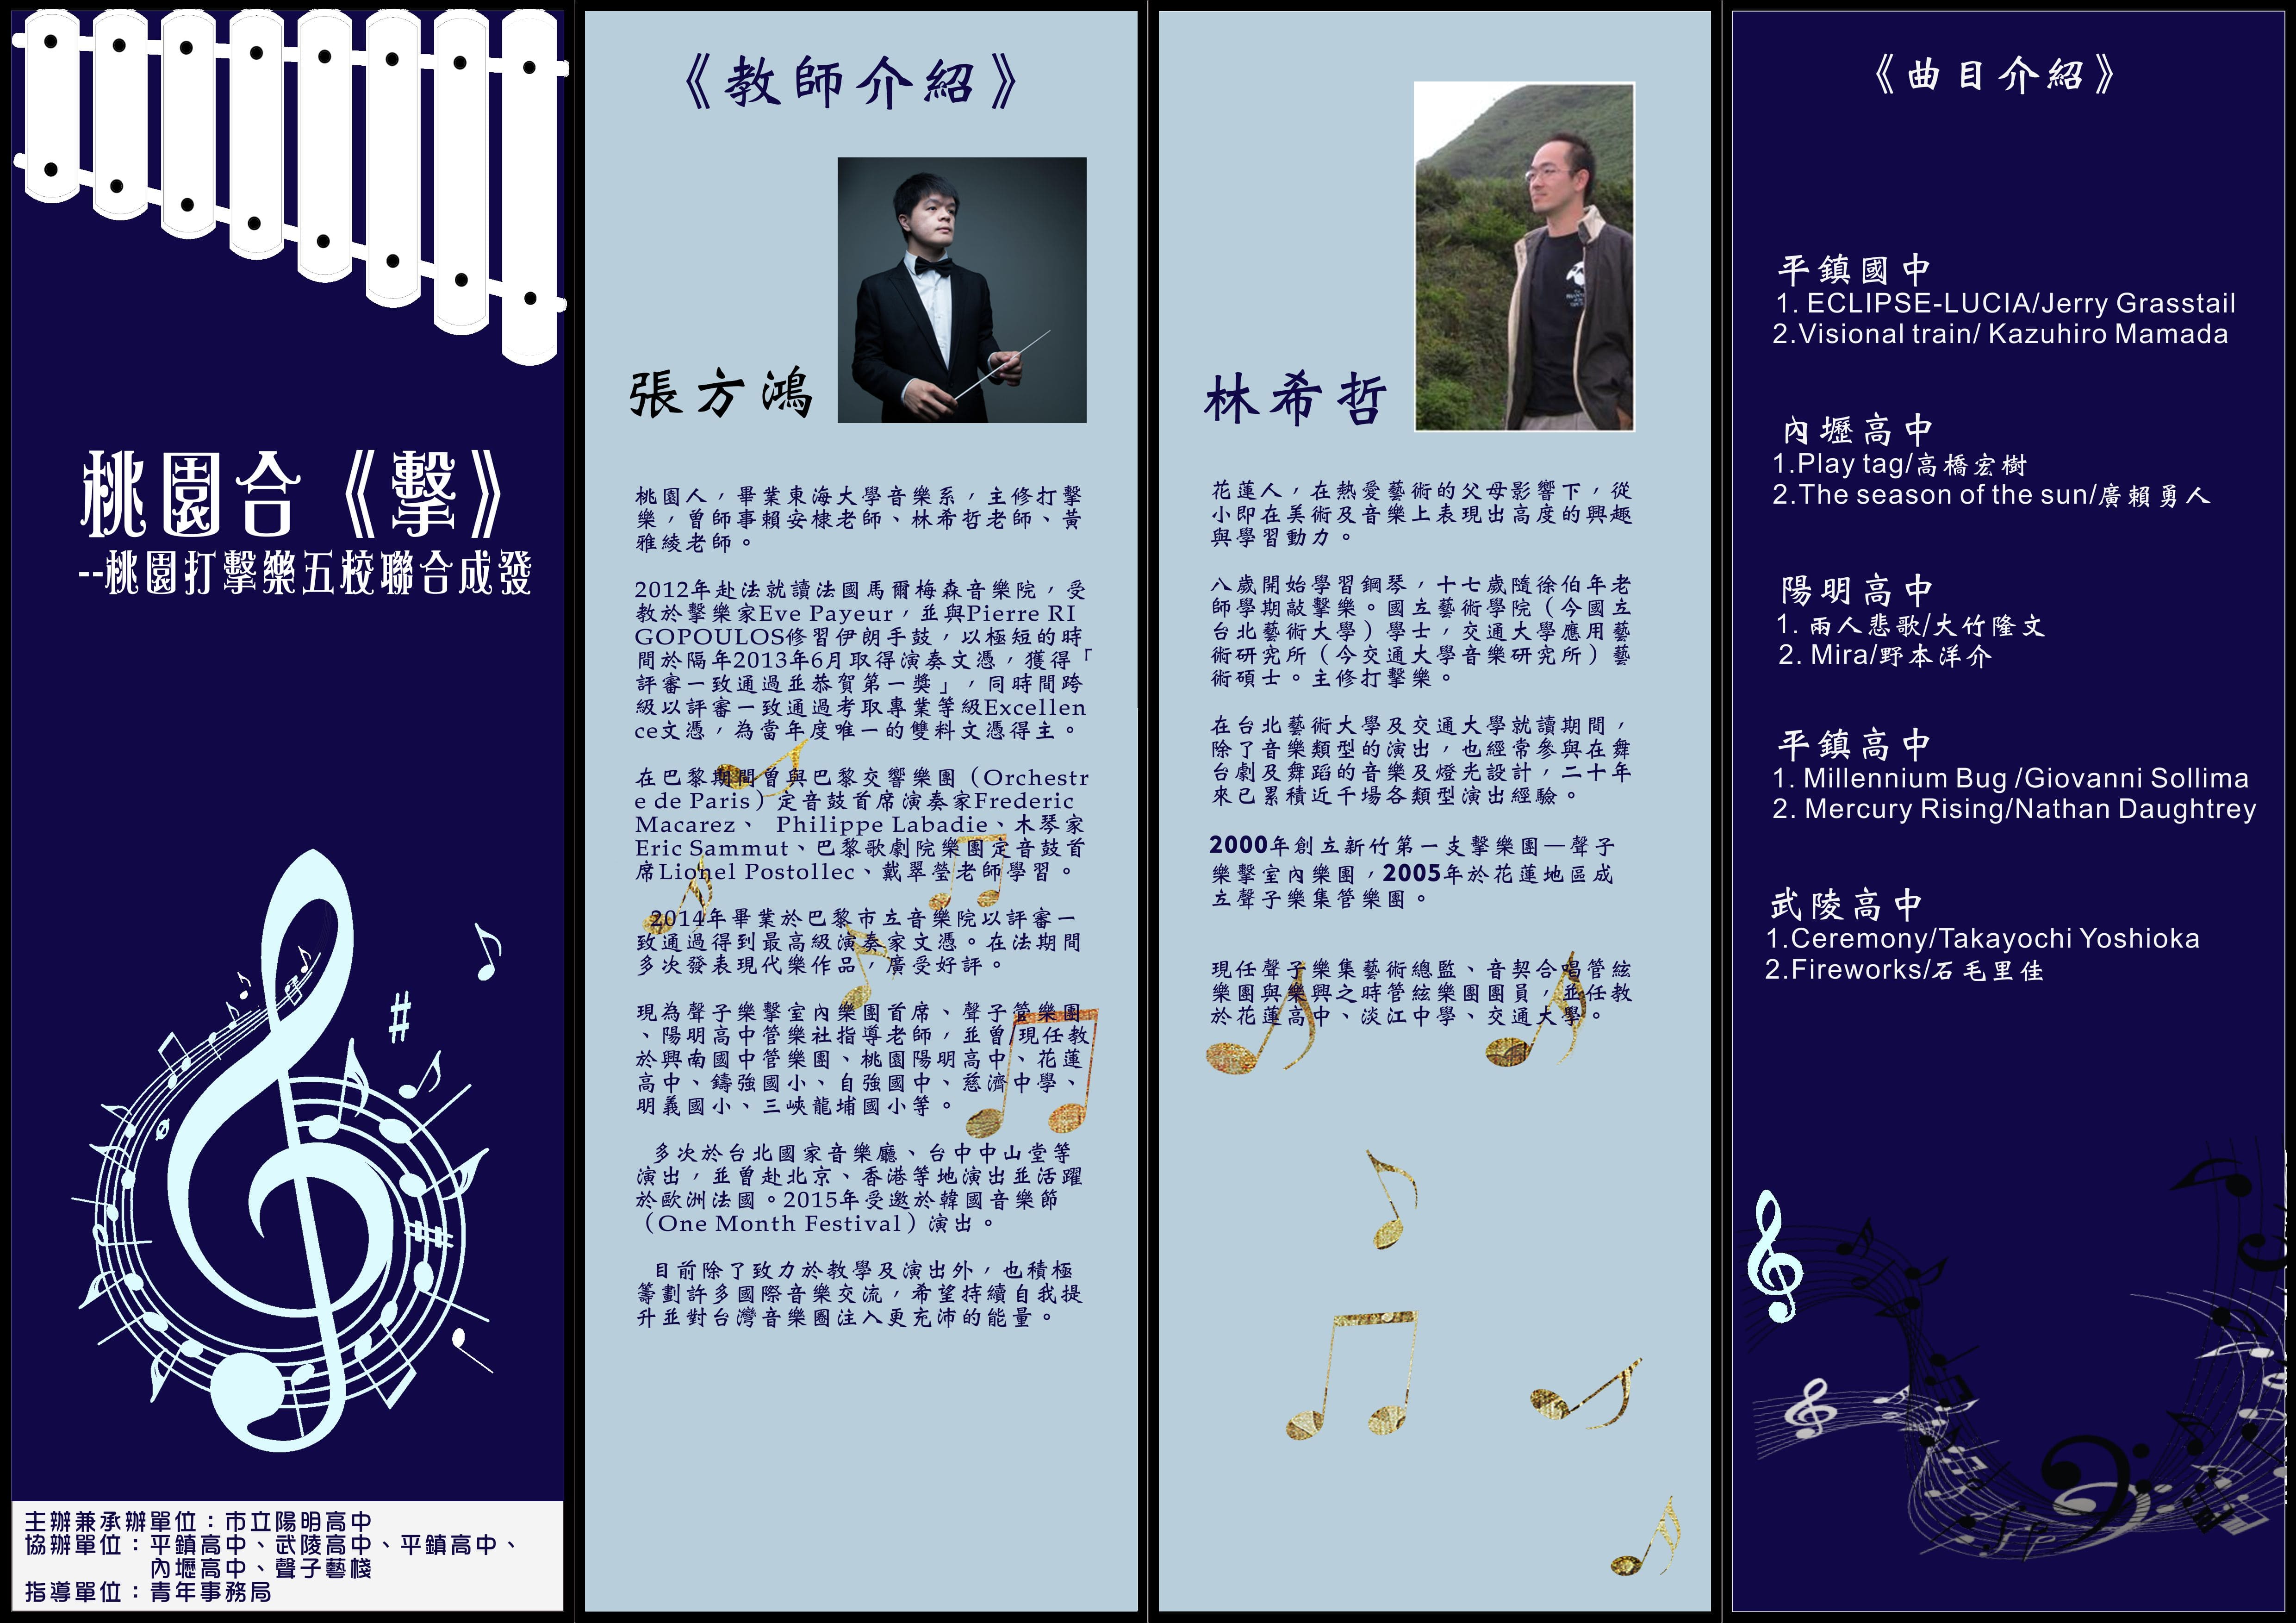 桃園合《擊》
--桃園打擊樂五校聯合成發
主辦兼承辦單位：市立陽明高中
協辦單位：平鎮高中、武陵高中、平鎮高中、
內壢高中、聲子藝棧
指導單位：青年事務局
《教師介紹》
張方鴻
桃園人，畢業東海大學音樂系，主修打擊
樂，曾師事賴安棣老師、林希哲老師、黃
雅綾老師。
2012年赴法就讀法國馬爾梅森音樂院，受
教於擊樂家Eve Payeur，並與Pierre RI
GOPOULOS修習伊朗手鼓，以極短的時
間於隔年2013年6月取得演奏文憑，獲得「
評審一致通過並恭賀第一獎」，同時間跨
級以評審一致通過考取專業等級Excellen
ce文憑，為當年度唯一的雙料文憑得主。
在巴黎期間曾與巴黎交響樂團（Orchestr
e de Paris）定音鼓首席演奏家Frederic
Macarez、 Philippe Labadie、木琴家
Eric Sammut、巴黎歌劇院樂團定音鼓首
席Lionel Postollec、戴翠瑩老師學習。
2014年畢業於巴黎市立音樂院以評審一
致通過得到最高級演奏家文憑。在法期間
多次發表現代樂作品，廣受好評。
現為聲子樂擊室內樂團首席、聲子管樂團
、陽明高中管樂社指導老師，並曾/現任教
於興南國中管樂團、桃園陽明高中、花蓮
高中、鑄強國小、自強國中、慈濟中學、
明義國小、三峽龍埔國小等。
多次於台北國家音樂廳、台中中山堂等
演出，並曾赴北京、香港等地演出並活躍
於歐洲法國。2015年受邀於韓國音樂節
（One Month Festival）演出。
目前除了致力於教學及演出外，也積極
籌劃許多國際音樂交流，希望持續自我提
升並對台灣音樂圈注入更充沛的能量。
林希哲
花蓮人，在熱愛藝術的父母影響下，從
小即在美術及音樂上表現出高度的興趣
與學習動力。
八歲開始學習鋼琴，十七歲隨徐伯年老
師學期敲擊樂。國立藝術學院（今國立
台北藝術大學）學士，交通大學應用藝
術研究所（今交通大學音樂研究所）藝
術碩士。主修打擊樂。
在台北藝術大學及交通大學就讀期間，
除了音樂類型的演出，也經常參與在舞
台劇及舞蹈的音樂及燈光設計，二十年
來已累積近千場各類型演出經驗。
2000年創立新竹第一支擊樂團—聲子
樂擊室內樂團，2005年於花蓮地區成
立聲子樂集管樂團。
現任聲子樂集藝術總監、音契合唱管絃
樂團與樂興之時管絃樂團團員，並任教
於花蓮高中、淡江中學、交通大學。
《曲目介紹》
平鎮國中
1. ECLIPSE-LUCIA/Jerry Grasstail
2.Visional train/ Kazuhiro Mamada
內壢高中
1.Play tag/高橋宏樹
2.The season of the sun/廣賴勇人
陽明高中
1. 兩人悲歌/大竹隆文
2. Mira/野本洋介
平鎮高中
1. Millennium Bug /Giovanni Sollima
2. Mercury Rising/Nathan Daughtrey
武陵高中
1.Ceremony/Takayochi Yoshioka
2.Fireworks/石毛里佳